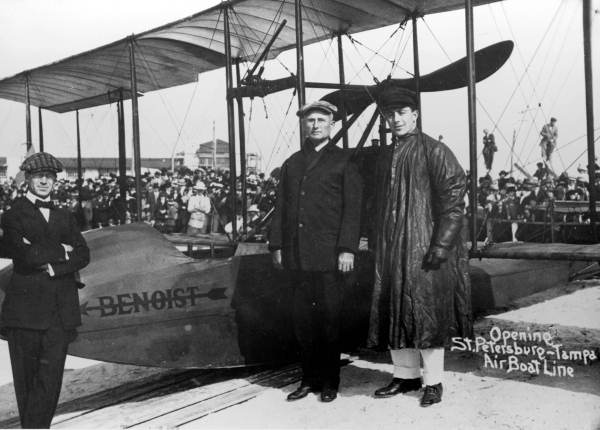 BENOIST
Opening
St. Petersburg-Tampa
Air Boat Line